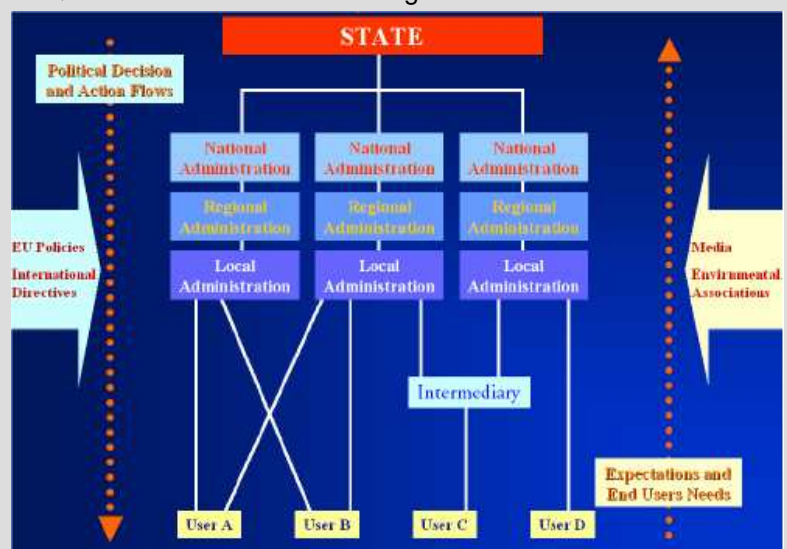 STATE
Political Decision
and Action Flows
National
Administration
National
Administration
National
Administration
Regional
Administration
Regional
Administration
Regional
Administration
Local
Administration
Local
Administration
Local
Administration
EU Policies
International
Directives
Media
Envirmental
Associations
Intermediary
Expectations and
End Users Needs
User A
User B
User C
User D